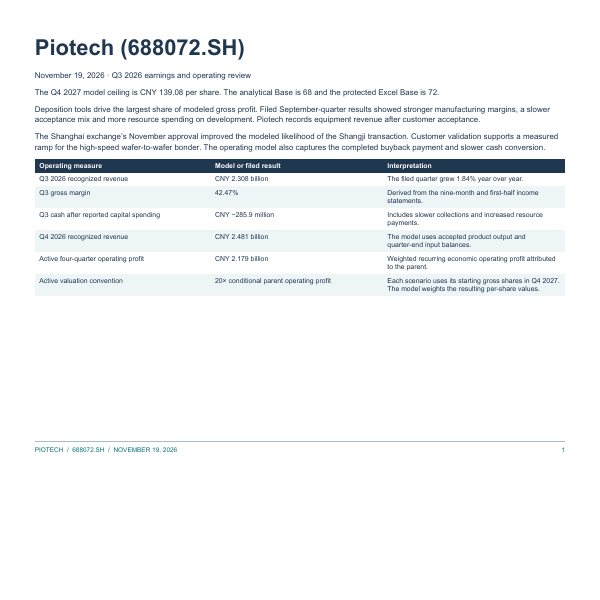 Piotech (688072.SH)
November 19, 2026 · Q3 2026 earnings and operating review
The Q4 2027 model ceiling is CNY 139.08 per share. The analytical Base is 68 and the protected Excel Base is 72.
Deposition tools drive the largest share of modeled gross profit. Filed September-quarter results showed stronger manufacturing margins, a slower
acceptance mix and more resource spending on development. Piotech records equipment revenue after customer acceptance.
The Shanghai exchange's November approval improved the modeled likelihood of the Shangji transaction. Customer validation supports a measured
ramp for the high-speed wafer-to-wafer bonder. The operating model also captures the completed buyback payment and slower cash conversion.
Operating measure Model or filed result Interpretation
Q3 2026 recognized revenue CNY 2.308 billion The filed quarter grew 1.84% year over year.
Q3 gross margin 42.47% Derived from the nine-month and first-half income
statements.
Q3 cash after reported capital spending CNY −285.9 million Includes slower collections and increased resource
payments.
Q4 2026 recognized revenue CNY 2.481 billion The model uses accepted product output and
quarter-end input balances.
Active four-quarter operating profit CNY 2.179 billion Weighted recurring economic operating profit attributed
to the parent.
Active valuation convention 20× conditional parent operating profit Each scenario uses its starting gross shares in Q4 2027.
The model weights the resulting per-share values.
PIOTECH / 688072.SH / NOVEMBER 19, 2026 1